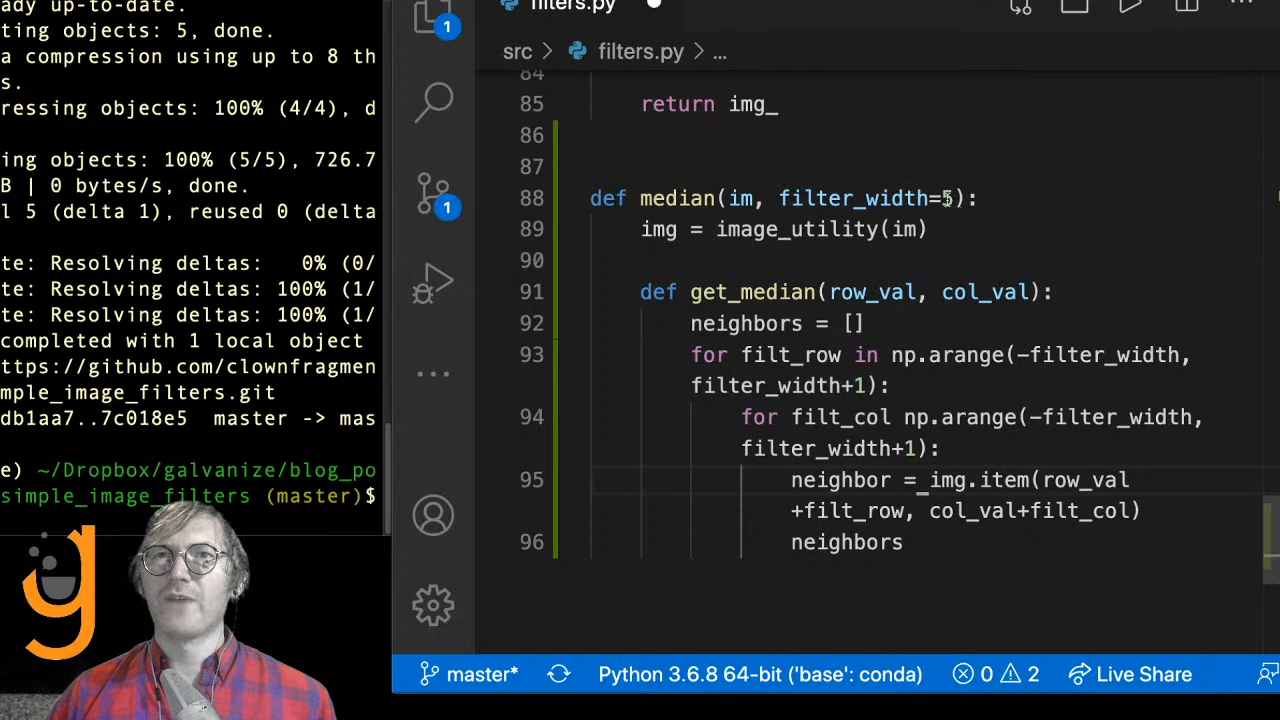 ady up-to-date.
ting objects: 5, done.
a compression using up to 8 th
s.
ressing objects: 100% (4/4), d
ing objects: 100% (5/5), 726.7
B | 0 bytes/s, done.
l 5 (delta 1), reused 0 (delta
te: Resolving deltas:   0% (0/
te: Resolving deltas: 100% (1/
te: Resolving deltas: 100% (1/
completed with 1 local object
ttps://github.com/clownfragmen
mple_image_filters.git
db1aa7..7c018e5  master -> mas
e) ~/Dropbox/galvanize/blog_po
simple_image_filters (master)$
g
1
1
filters.py
src > filters.py > ...
84
85 return img_
86
87
88 def median(im, filter_width=5):
89 img = image_utility(im)
90
91 def get_median(row_val, col_val):
92 neighbors = []
93 for filt_row in np.arange(-filter_width,
filter_width+1):
94 for filt_col np.arange(-filter_width,
filter_width+1):
95 neighbor = img.item(row_val
+filt_row, col_val+filt_col)
96 neighbors
master* Python 3.6.8 64-bit ('base': conda) 0 2 Live Share